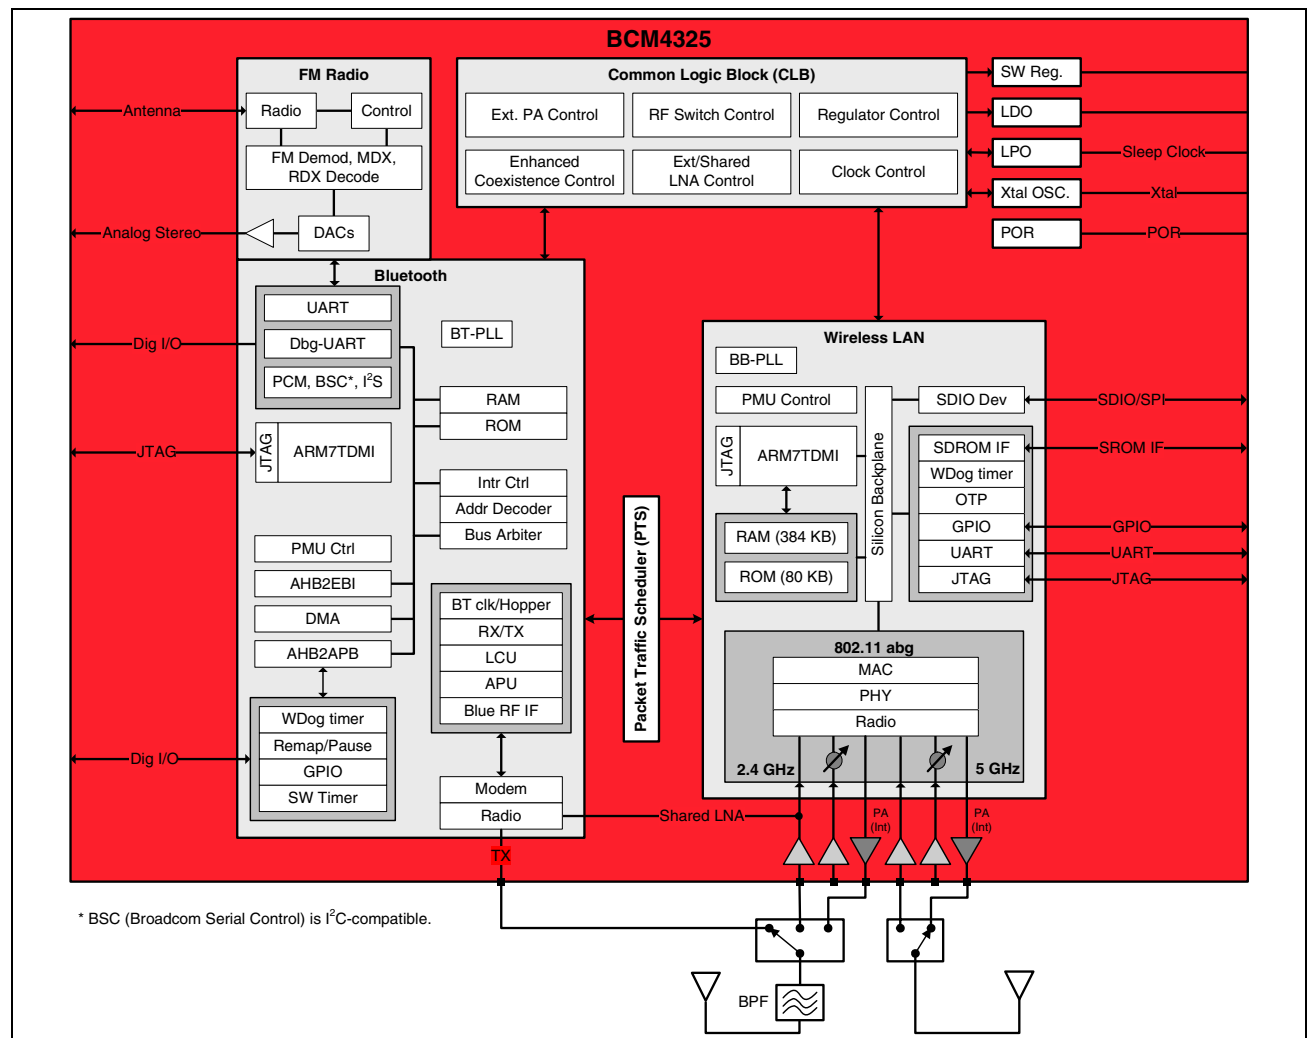 BCM4325
FM Radio
Radio
Control
FM Demod, MDX,
RDX Decode
DACs
Antenna
Analog Stereo
Common Logic Block (CLB)
Ext. PA Control
RF Switch Control
Regulator Control
Enhanced
Coexistence Control
Ext/Shared
LNA Control
Clock Control
SW Reg.
LDO
LPO
Sleep Clock
Xtal OSC.
Xtal
POR
POR
Bluetooth
UART
Dbg-UART
PCM, BSC*, I²S
Dig I/O
BT-PLL
RAM
ROM
JTAG
JTAG
ARM7TDMI
Intr Ctrl
Addr Decoder
Bus Arbiter
PMU Ctrl
AHB2EBI
DMA
AHB2APB
BT clk/Hopper
RX/TX
LCU
APU
Blue RF IF
WDog timer
Remap/Pause
GPIO
SW Timer
Dig I/O
Modem
Radio
TX
Shared LNA
Packet Traffic Scheduler (PTS)
Wireless LAN
BB-PLL
PMU Control
JTAG
ARM7TDMI
RAM (384 KB)
ROM (80 KB)
Silicon Backplane
SDIO Dev
SDIO/SPI
SDROM IF
WDog timer
OTP
GPIO
UART
JTAG
SROM IF
GPIO
UART
JTAG
802.11 abg
MAC
PHY
Radio
2.4 GHz
5 GHz
PA
(Int)
PA
(Int)
* BSC (Broadcom Serial Control) is I²C-compatible.
BPF